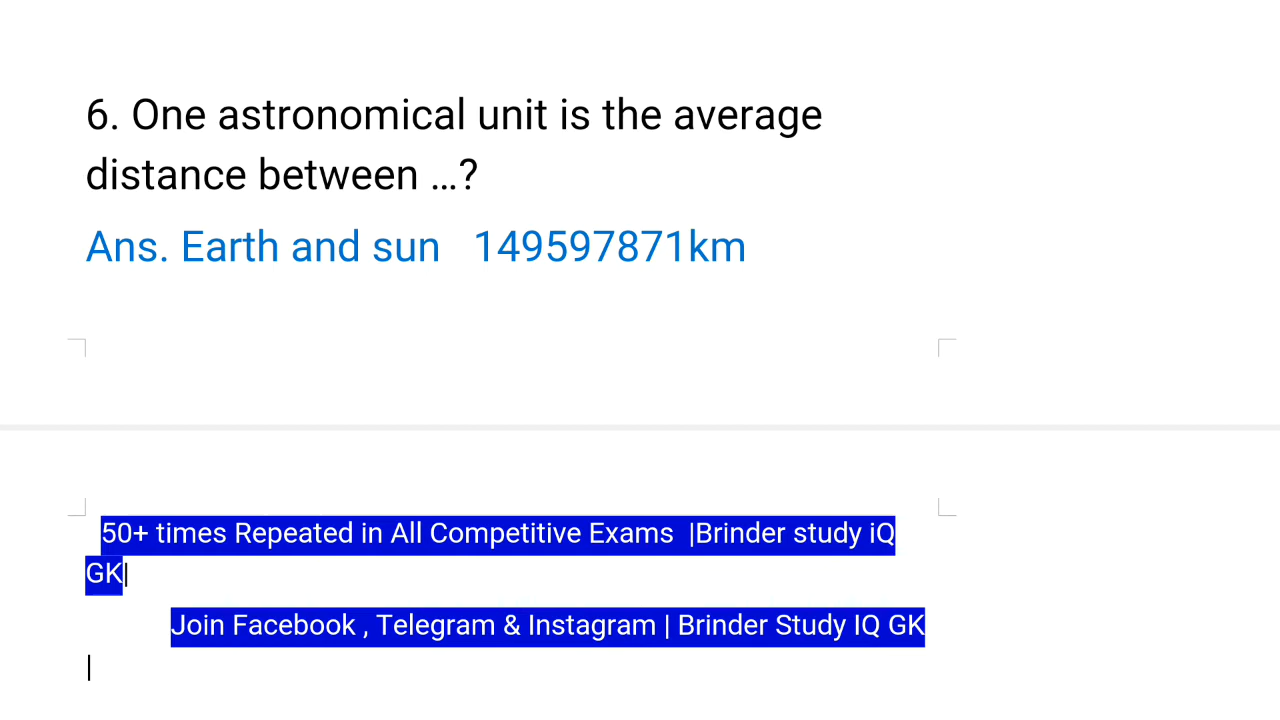 6. One astronomical unit is the average
distance between ...?
Ans. Earth and sun 149597871km
50+ times Repeated in All Competitive Exams |Brinder study iQ
GK|
Join Facebook , Telegram & Instagram | Brinder Study IQ GK
|